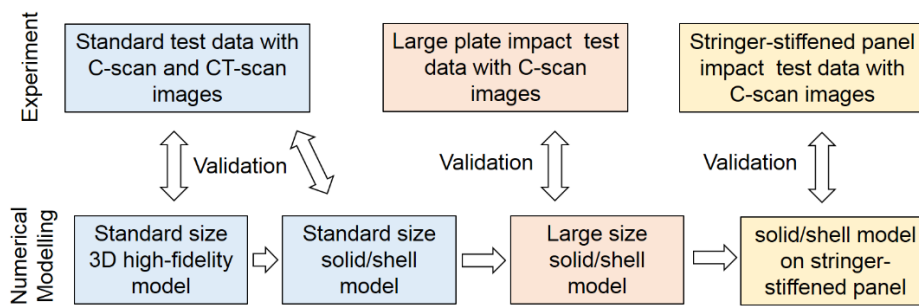 Experiment
Standard test data with
C-scan and CT-scan
images
Large plate impact test
data with C-scan
images
Stringer-stiffened panel
impact test data with
C-scan images
Validation
Validation
Validation
Numerical
Modelling
Standard size
3D high-fidelity
model
Standard size
solid/shell
model
Large size
solid/shell
model
solid/shell model
on stringer-
stiffened panel